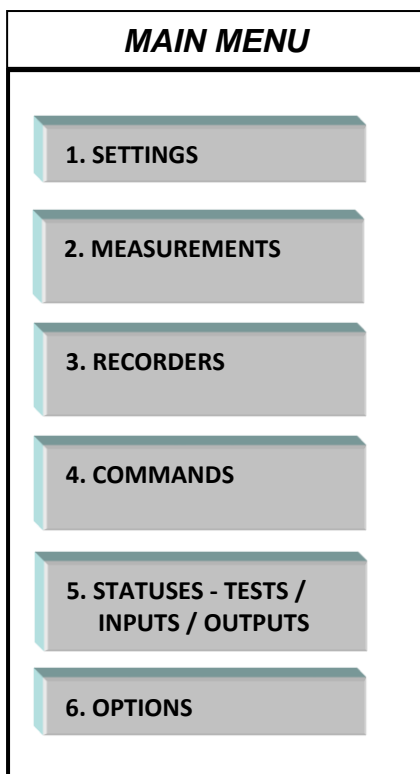 MAIN MENU
1. SETTINGS
2. MEASUREMENTS
3. RECORDERS
4. COMMANDS
5. STATUSES - TESTS /
INPUTS / OUTPUTS
6. OPTIONS